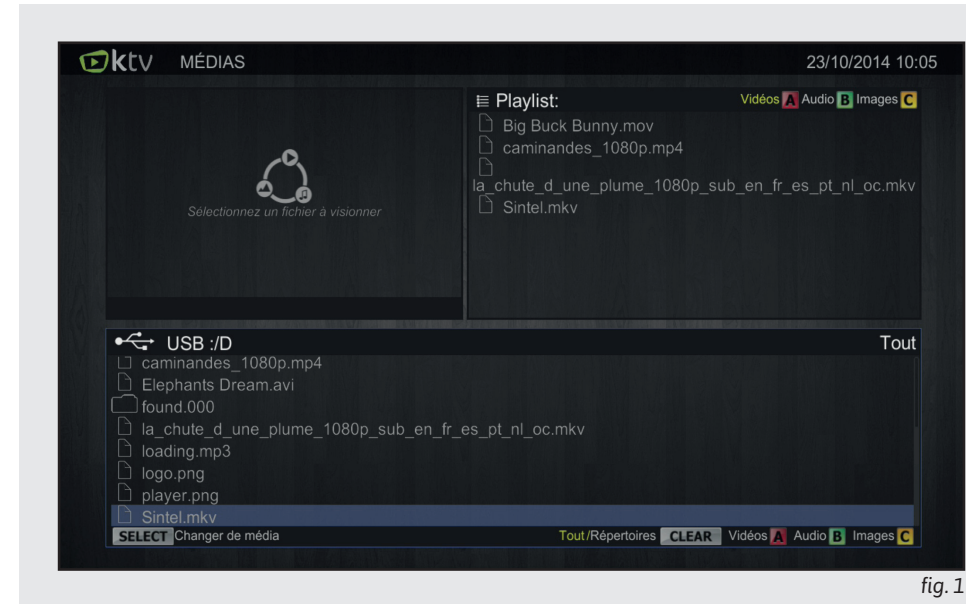 ktv MÉDIAS 23/10/2014 10:05
Playlist: Vidéos A Audio B Images C
Big Buck Bunny.mov
caminandes_1080p.mp4
la_chute_d_une_plume_1080p_sub_en_fr_es_pt_nl_oc.mkv
Sintel.mkv
Sélectionnez un fichier à visionner
USB :/D Tout
caminandes_1080p.mp4
Elephants Dream.avi
found.000
la_chute_d_une_plume_1080p_sub_en_fr_es_pt_nl_oc.mkv
loading.mp3
logo.png
player.png
Sintel.mkv
SELECT Changer de média Tout/Répertoires CLEAR Vidéos A Audio B Images C
fig. 1